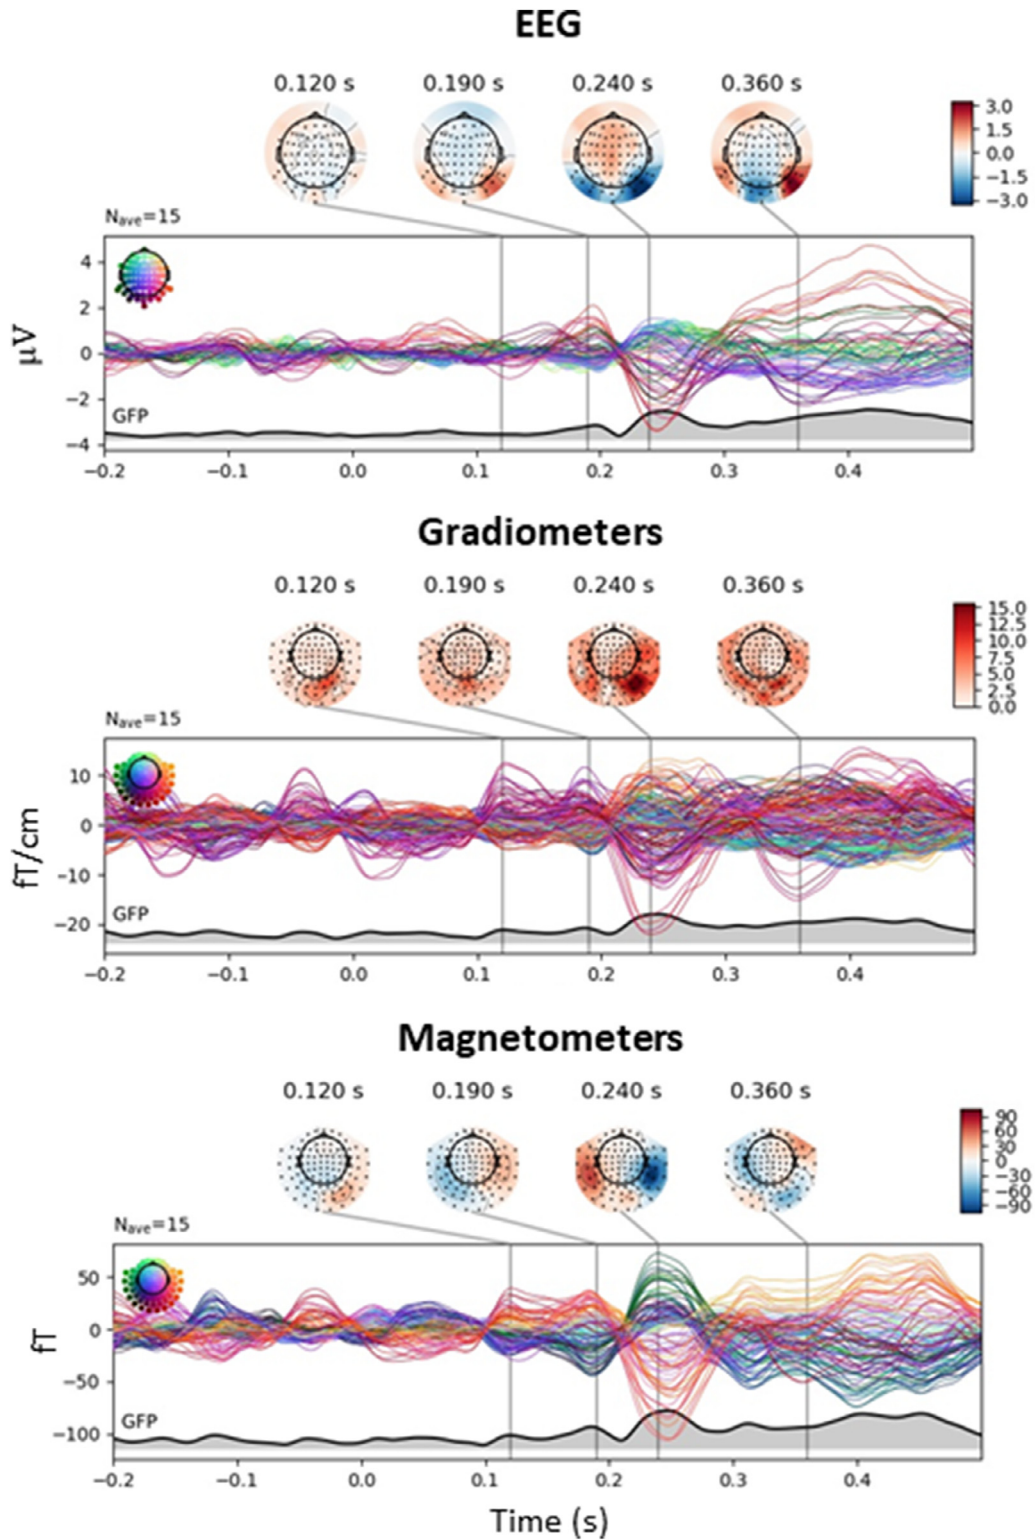 EEG
0.120 s 0.190 s 0.240 s 0.360 s
3.0
1.5
0.0
−1.5
−3.0
Nave=15
4
2
0
−2
−4
μV
GFP
−0.2 −0.1 0.0 0.1 0.2 0.3 0.4
Gradiometers
0.120 s 0.190 s 0.240 s 0.360 s
15.0
12.5
10.0
7.5
5.0
2.5
0.0
Nave=15
10
0
−10
−20
fT/cm
GFP
−0.2 −0.1 0.0 0.1 0.2 0.3 0.4
Magnetometers
0.120 s 0.190 s 0.240 s 0.360 s
90
60
30
0
−30
−60
−90
Nave=15
50
0
−50
−100
fT
GFP
−0.2 −0.1 0.0 0.1 0.2 0.3 0.4
Time (s)